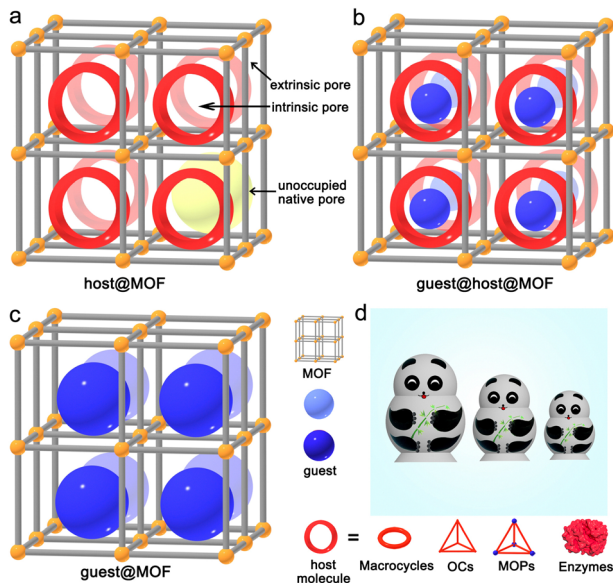 a
extrinsic pore
intrinsic pore
unoccupied
native pore
host@MOF
b
guest@host@MOF
c
guest@MOF
MOF
guest
d
host
molecule
=
Macrocycles
OCs
MOPs
Enzymes